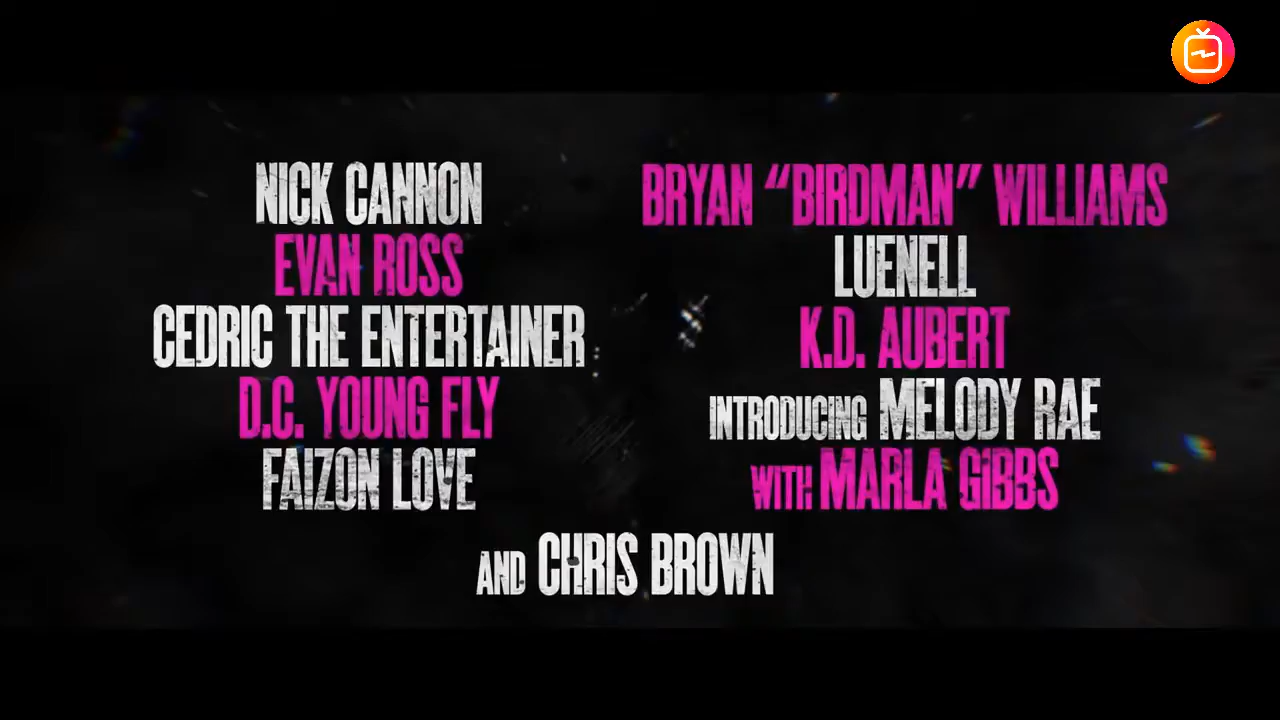 NICK CANNON
EVAN ROSS
CEDRIC THE ENTERTAINER
D.C. YOUNG FLY
FAIZON LOVE
BRYAN “BIRDMAN” WILLIAMS
LUENELL
K.D. AUBERT
INTRODUCING MELODY RAE
WITH MARLA GIBBS
AND CHRIS BROWN